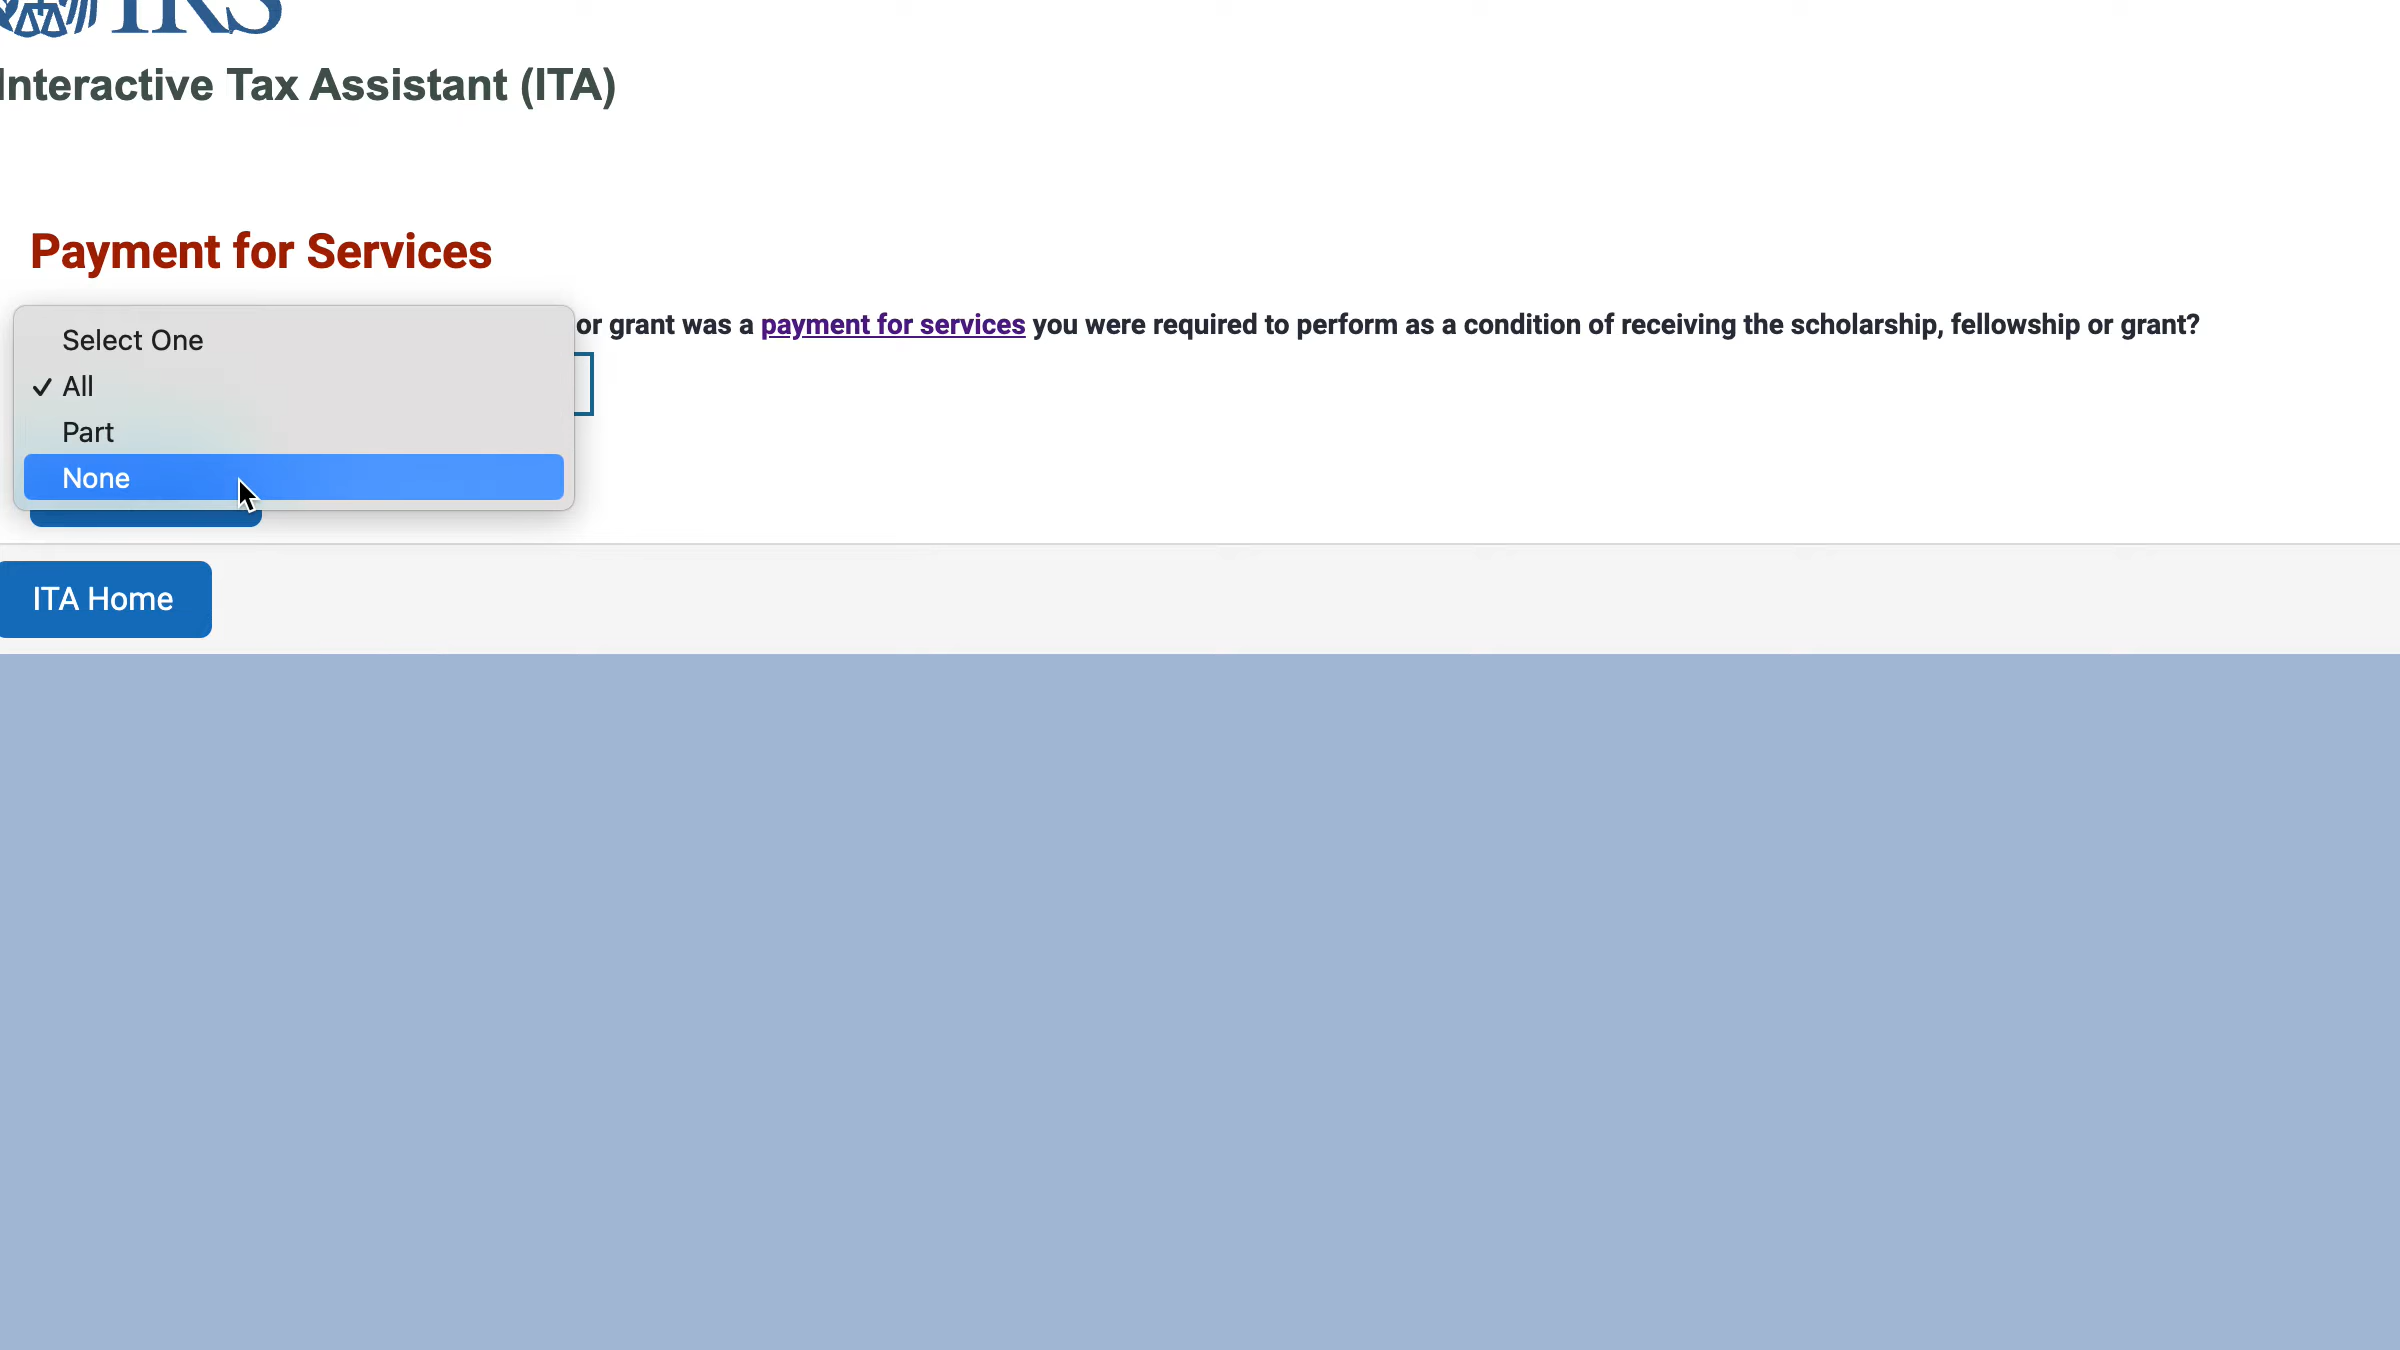 IRS
Interactive Tax Assistant (ITA)
Payment for Services
or grant was a payment for services you were required to perform as a condition of receiving the scholarship, fellowship or grant?
Select One
✓ All
Part
None
ITA Home